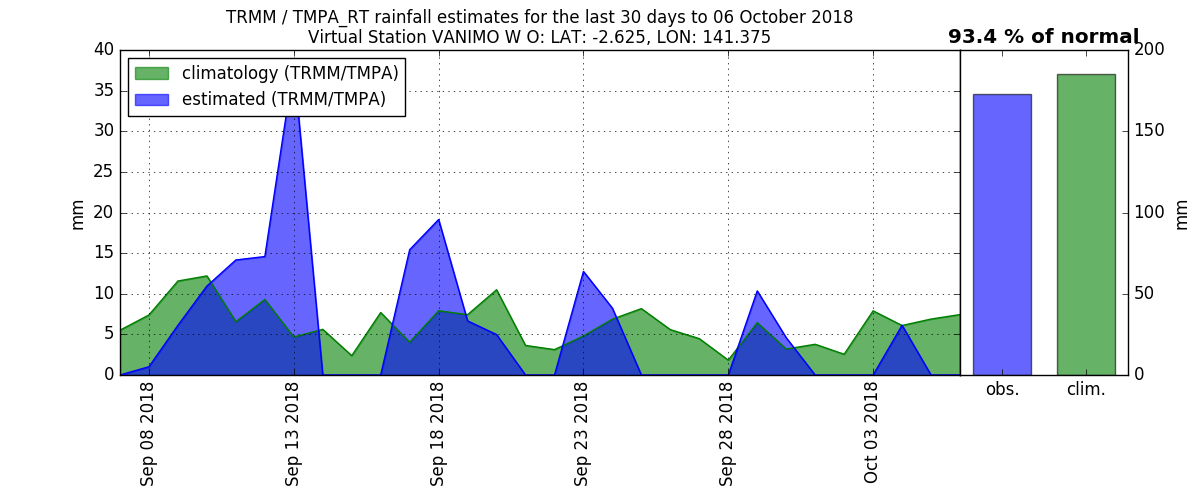 TRMM / TMPA_RT rainfall estimates for the last 30 days to 06 October 2018
Virtual Station VANIMO W O: LAT: -2.625, LON: 141.375
93.4 % of normal
climatology (TRMM/TMPA)
estimated (TRMM/TMPA)
40
35
30
25
20
15
10
5
0
mm
200
150
100
50
0
mm
obs.
clim.
Sep 08 2018
Sep 13 2018
Sep 18 2018
Sep 23 2018
Sep 28 2018
Oct 03 2018